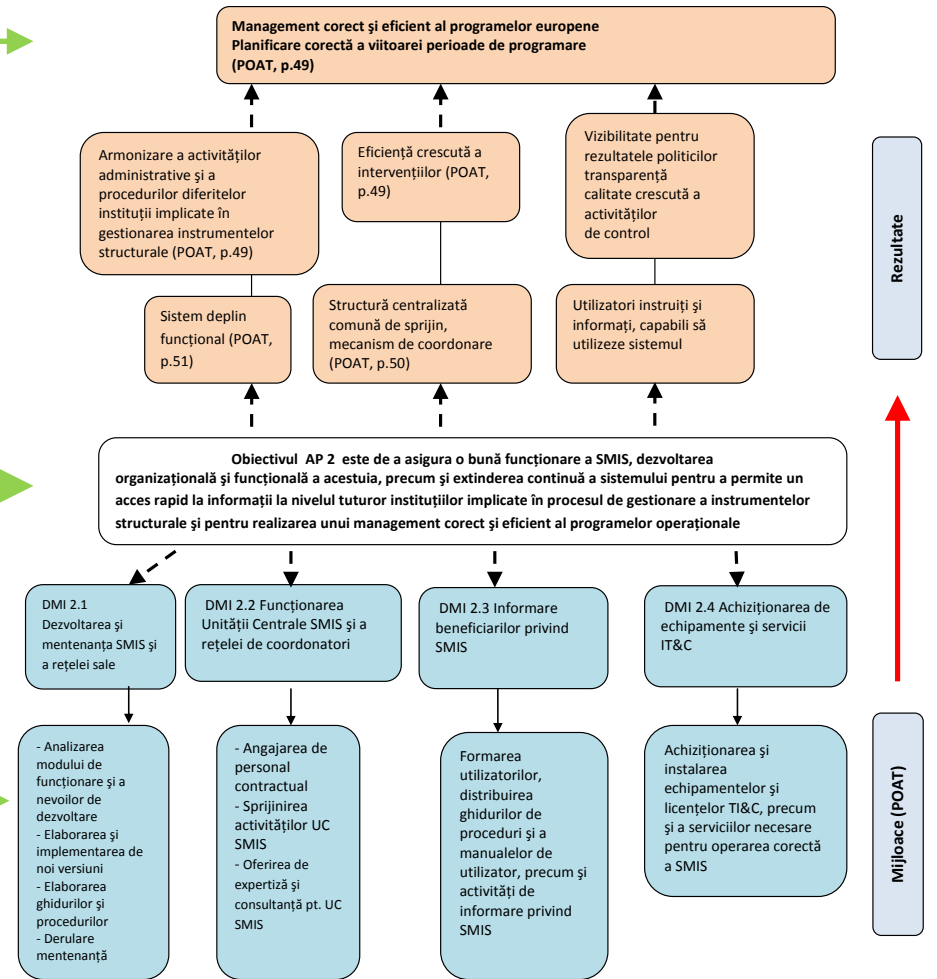 Management corect şi eficient al programelor europene
Planificare corectă a viitoarei perioade de programare
(POAT, p.49)
Armonizare a activităţilor
administrative şi a
procedurilor diferitelor
instituţii implicate în
gestionarea instrumentelor
structurale (POAT, p.49)
Eficienţă crescută a
intervenţiilor (POAT,
p.49)
Vizibilitate pentru
rezultatele politicilor
transparenţă
calitate crescută a
activităţilor
de control
Sistem deplin
funcţional (POAT,
p.51)
Structură centralizată
comună de sprijin,
mecanism de coordonare
(POAT, p.50)
Utilizatori instruiţi şi
informaţi, capabili să
utilizeze sistemul
Rezultate
Obiectivul AP 2 este de a asigura o bună funcţionare a SMIS, dezvoltarea
organizaţională şi funcţională a acestuia, precum şi extinderea continuă a sistemului pentru a permite un
acces rapid la informaţii la nivelul tuturor instituţiilor implicate în procesul de gestionare a instrumentelor
structurale şi pentru realizarea unui management corect şi eficient al programelor operaţionale
DMI 2.1
Dezvoltarea şi
mentenanţa SMIS şi
a reţelei sale
DMI 2.2 Funcţionarea
Unităţii Centrale SMIS şi a
reţelei de coordonatori
DMI 2.3 Informare
beneficiarilor privind
SMIS
DMI 2.4 Achiziţionarea de
echipamente şi servicii
IT&C
- Analizarea
modului de
funcţionare şi a
nevoilor de
dezvoltare
- Elaborarea şi
implementarea de
noi versiuni
- Elaborarea
ghidurilor şi
procedurilor
- Derulare
mentenanţă
- Angajarea de
personal
contractual
- Sprijinirea
activităţilor UC
SMIS
- Oferirea de
expertiză şi
consultanţă pt. UC
SMIS
Formarea
utilizatorilor,
distribuirea
ghidurilor de
proceduri şi a
manualelor de
utilizator, precum şi
activităţi de
informare privind
SMIS
Achiziţionarea şi
instalarea
echipamentelor şi
licenţelor TI&C, precum
şi a serviciilor necesare
pentru operarea corectă
a SMIS
Mijloace (POAT)